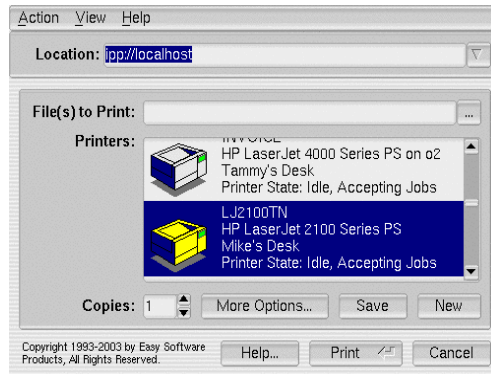 Action View Help
Location: ipp://localhost
File(s) to Print: ...
Printers:
INVOICE
HP LaserJet 4000 Series PS on o2
Tammy's Desk
Printer State: Idle, Accepting Jobs
LJ2100TN
HP LaserJet 2100 Series PS
Mike's Desk
Printer State: Idle, Accepting Jobs
Copies: 1 More Options... Save New
Copyright 1993-2003 by Easy Software
Products, All Rights Reserved.
Help... Print Cancel